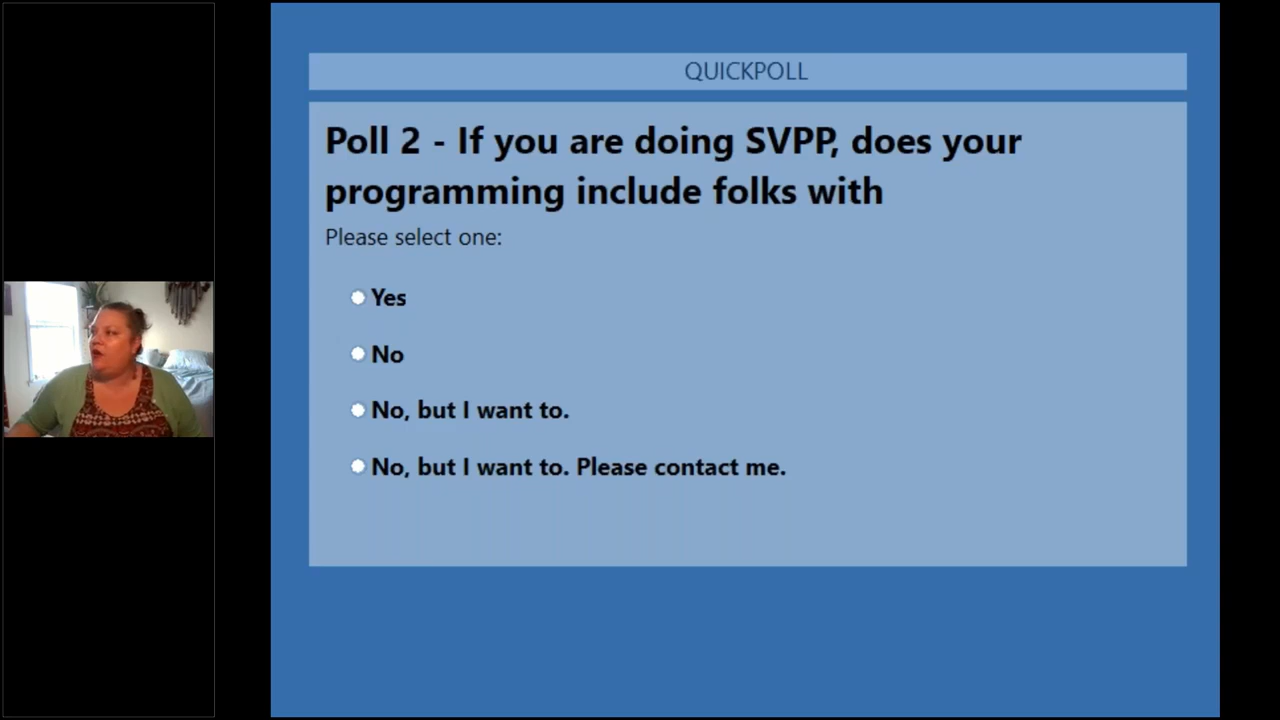 QUICKPOLL
Poll 2 - If you are doing SVPP, does your
programming include folks with
Please select one:
Yes
No
No, but I want to.
No, but I want to. Please contact me.